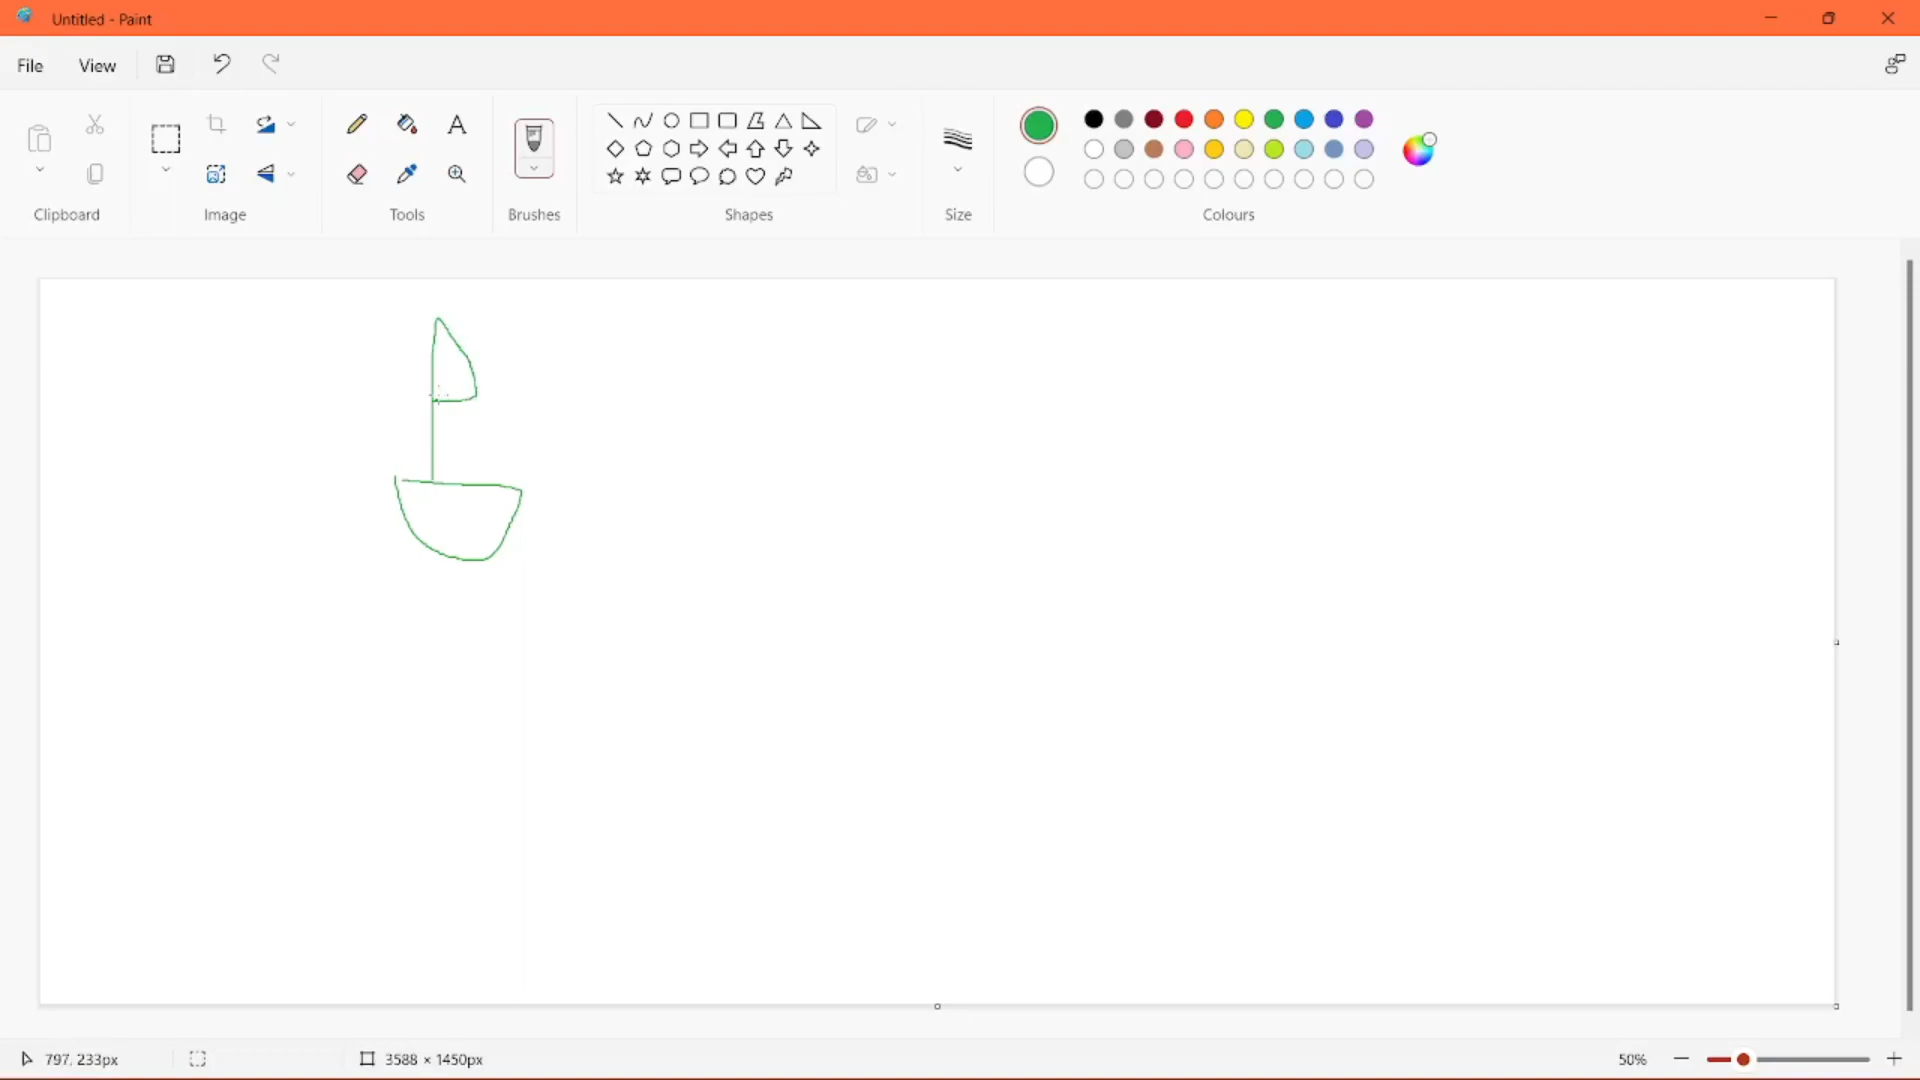 Untitled - Paint
File View
Clipboard Image Tools Brushes Shapes Size Colours
797, 233px 3588 × 1450px 50%